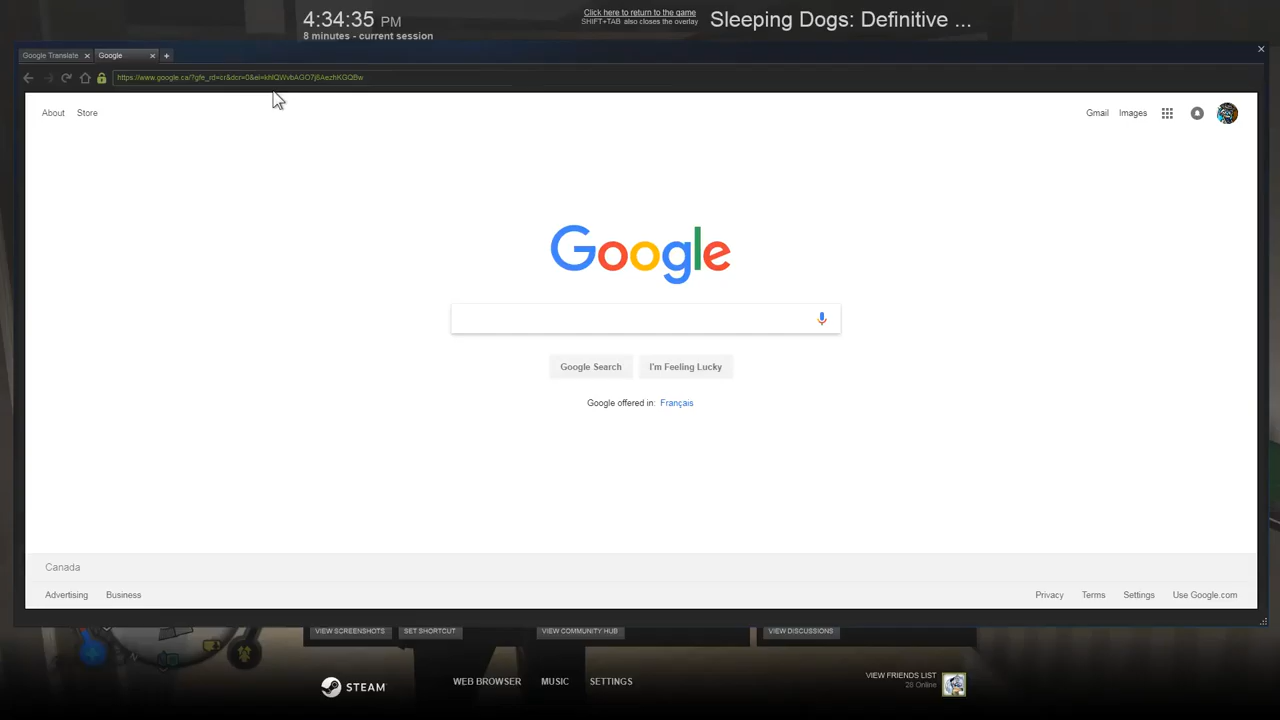 4:34:35 PM
8 minutes - current session
Click here to return to the game
SHIFT+TAB also closes the overlay
Sleeping Dogs: Definitive ...
Google Translate
Google
About
Store
Gmail
Images
Google
Google Search
I'm Feeling Lucky
Google offered in: Français
Canada
Advertising
Business
Privacy
Terms
Settings
Use Google.com
VIEW SCREENSHOTS
SET SHORTCUT
VIEW COMMUNITY HUB
VIEW DISCUSSIONS
STEAM
WEB BROWSER
MUSIC
SETTINGS
VIEW FRIENDS LIST
28 Online